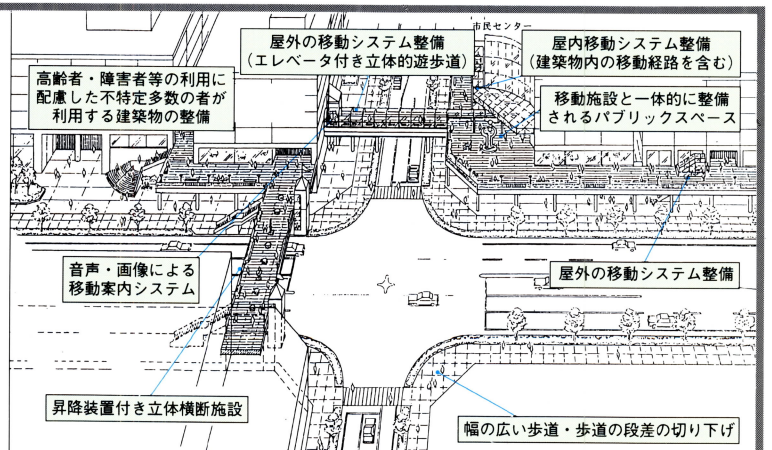 市民センター
屋外の移動システム整備
（エレベータ付き立体的遊歩道）
屋内移動システム整備
（建築物内の移動経路を含む）
高齢者・障害者等の利用に
配慮した不特定多数の者が
利用する建築物の整備
移動施設と一体的に整備
されるパブリックスペース
音声・画像による
移動案内システム
屋外の移動システム整備
昇降装置付き立体横断施設
幅の広い歩道・歩道の段差の切り下げ